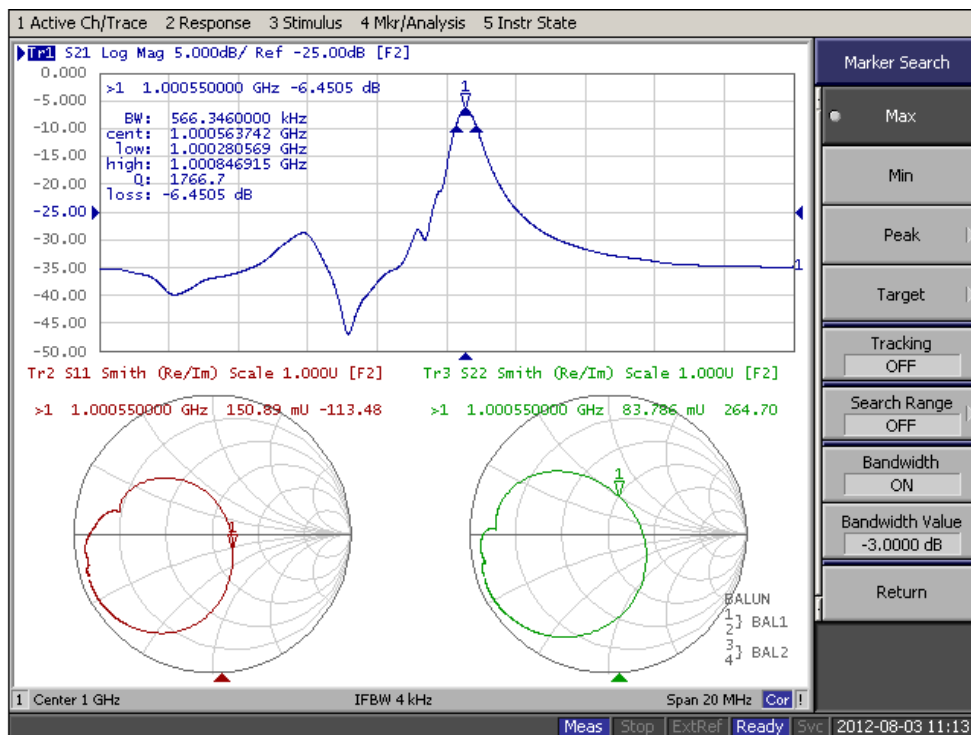 1 Active Ch/Trace 2 Response 3 Stimulus 4 Mkr/Analysis 5 Instr State
Tr1 S21 Log Mag 5.000dB/ Ref -25.00dB [F2]
0.000
-5.000
-10.00
-15.00
-20.00
-25.00
-30.00
-35.00
-40.00
-45.00
-50.00
>1 1.000550000 GHz -6.4505 dB
BW: 566.3460000 kHz
cent: 1.000563742 GHz
low: 1.000280569 GHz
high: 1.000846915 GHz
Q: 1766.7
loss: -6.4505 dB
1
1
Tr2 S11 Smith (Re/Im) Scale 1.000U [F2]
>1 1.000550000 GHz 150.89 mU -113.48
1
Tr3 S22 Smith (Re/Im) Scale 1.000U [F2]
>1 1.000550000 GHz 83.786 mU 264.70
1
BALUN
1
2} BAL1
3
4} BAL2
1 Center 1 GHz IFBW 4 kHz Span 20 MHz Cor !
Marker Search
Max
Min
Peak
Target
Tracking
OFF
Search Range
OFF
Bandwidth
ON
Bandwidth Value
-3.0000 dB
Return
Meas Stop ExtRef Ready Svc 2012-08-03 11:13